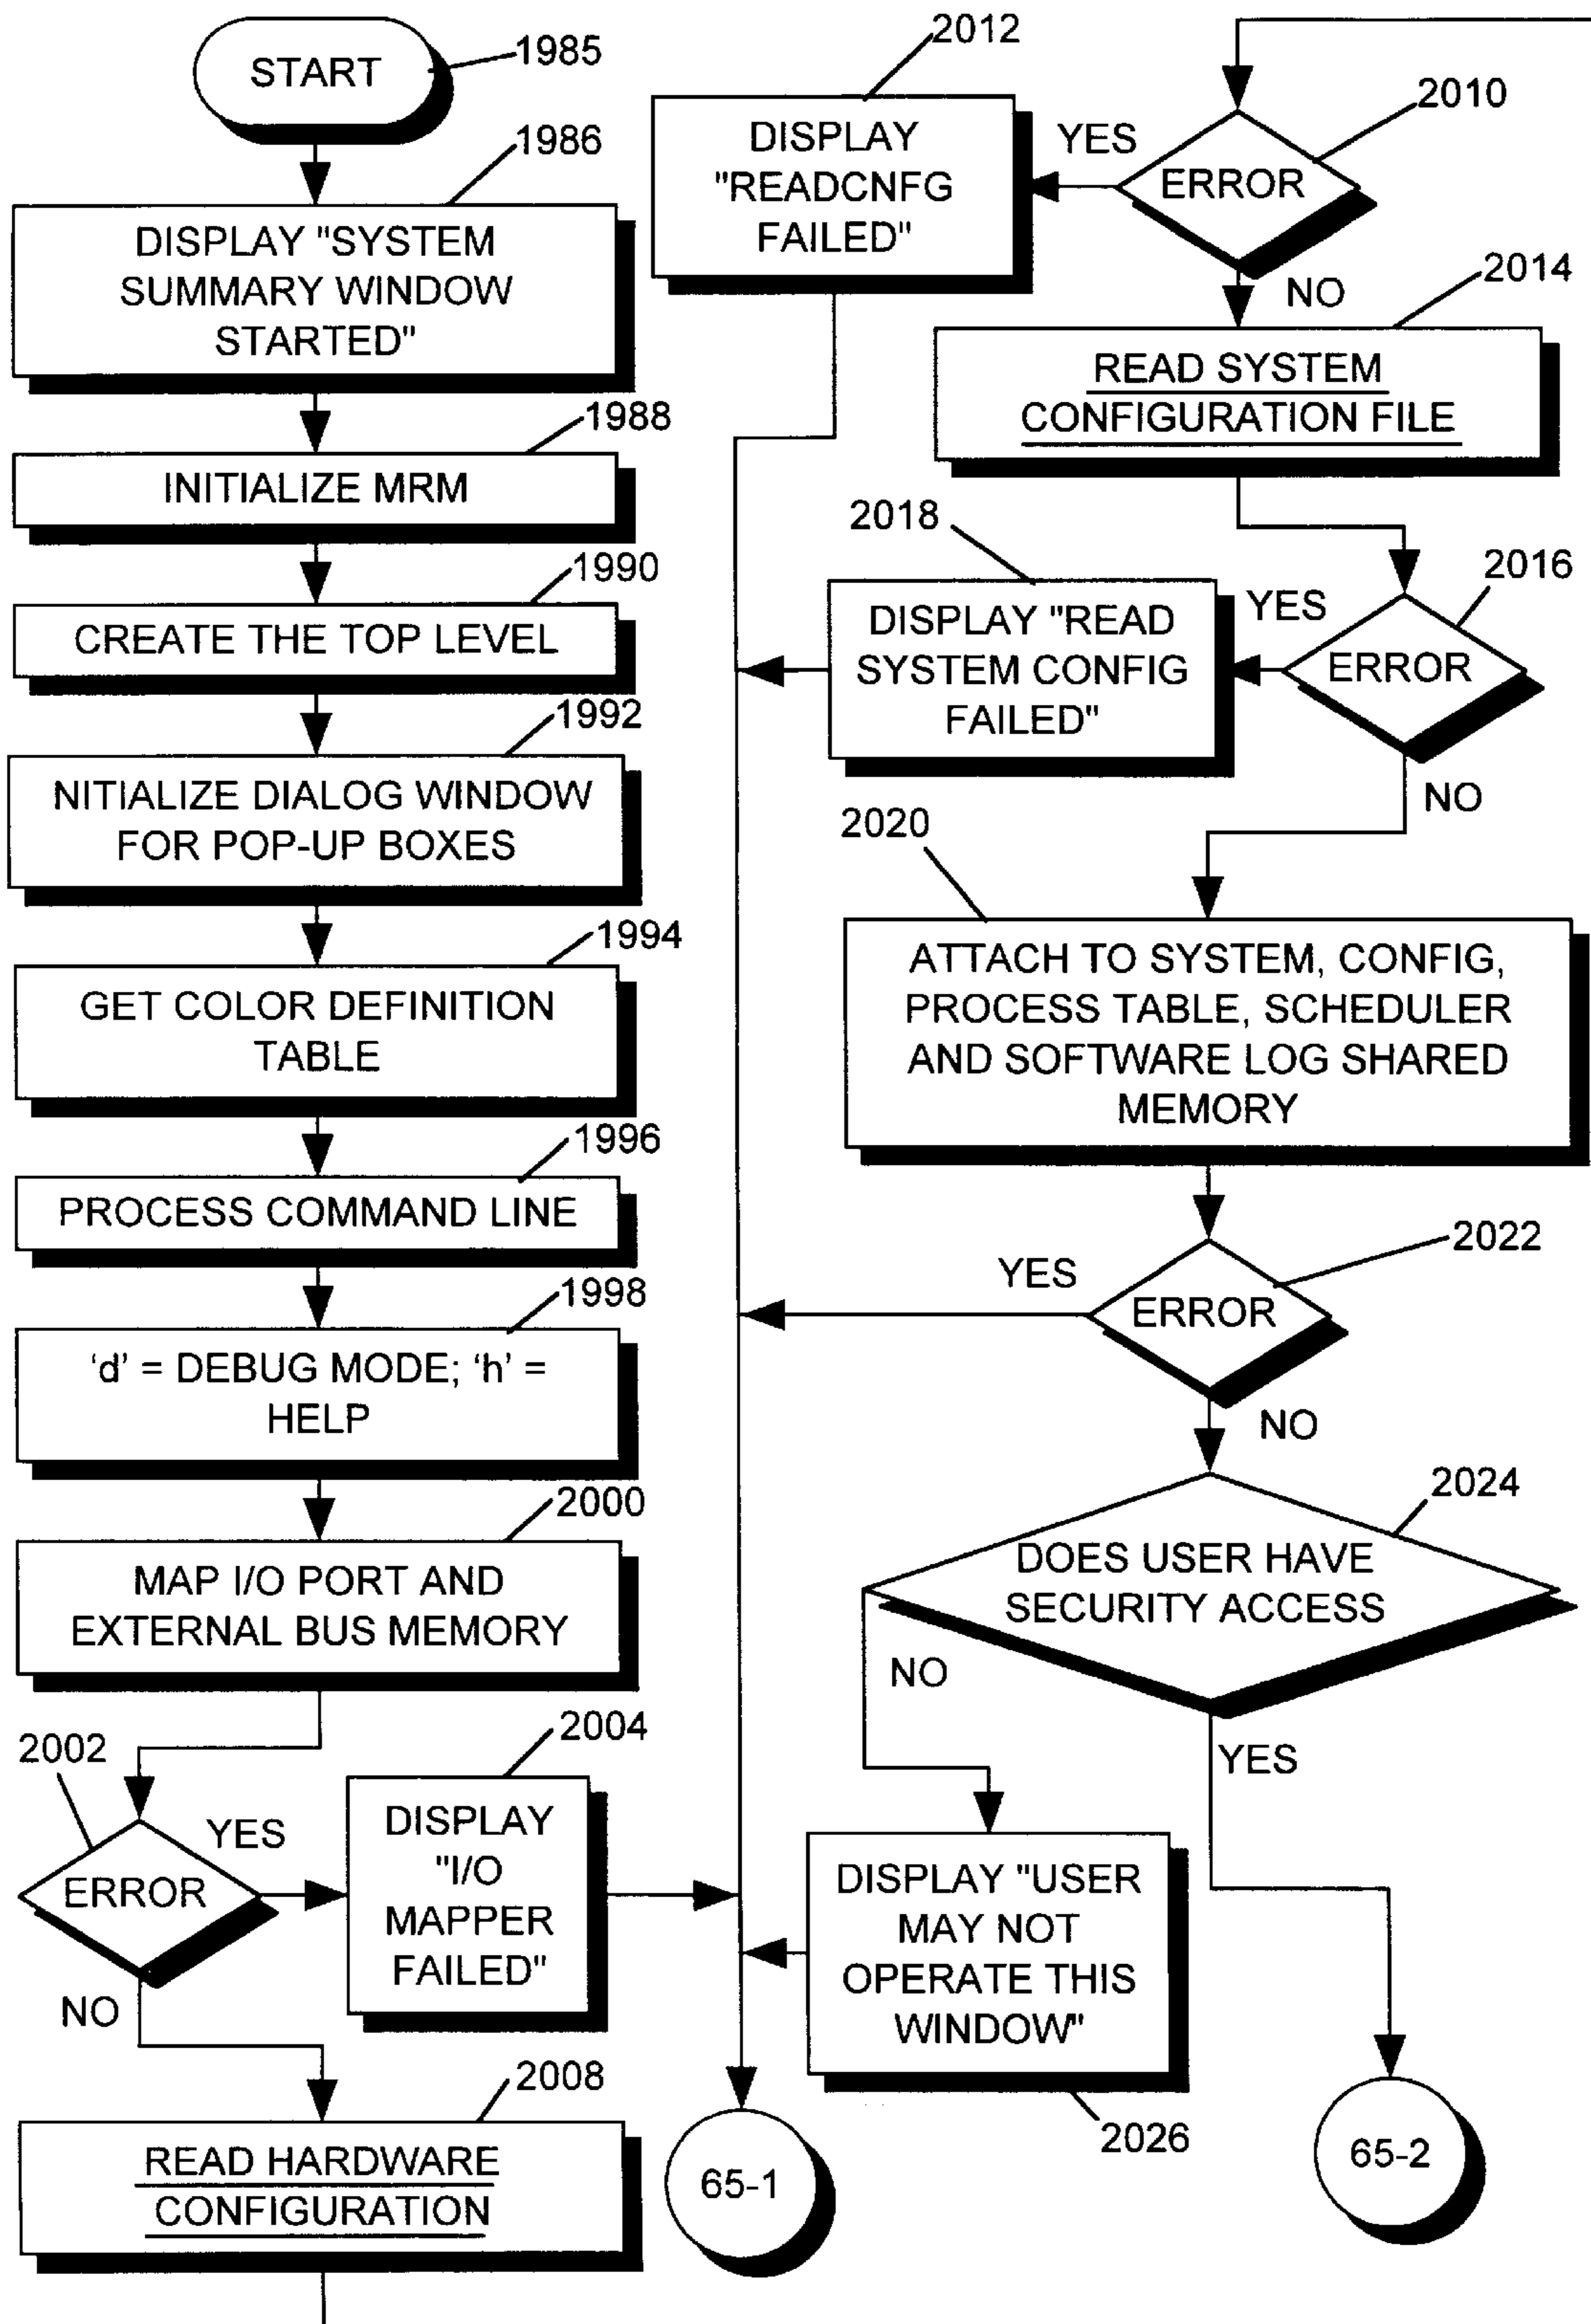 START
1985
1986
DISPLAY "SYSTEM
SUMMARY WINDOW
STARTED"
1988
INITIALIZE MRM
1990
CREATE THE TOP LEVEL
1992
NITIALIZE DIALOG WINDOW
FOR POP-UP BOXES
1994
GET COLOR DEFINITION
TABLE
1996
PROCESS COMMAND LINE
1998
‘d’ = DEBUG MODE; ‘h’ =
HELP
2000
MAP I/O PORT AND
EXTERNAL BUS MEMORY
2002
ERROR
YES
NO
2004
DISPLAY
"I/O
MAPPER
FAILED"
2008
READ HARDWARE
CONFIGURATION
2010
ERROR
YES
NO
2012
DISPLAY
"READCNFG
FAILED"
2014
READ SYSTEM
CONFIGURATION FILE
2016
ERROR
YES
NO
2018
DISPLAY "READ
SYSTEM CONFIG
FAILED"
2020
ATTACH TO SYSTEM, CONFIG,
PROCESS TABLE, SCHEDULER
AND SOFTWARE LOG SHARED
MEMORY
2022
ERROR
YES
NO
2024
DOES USER HAVE
SECURITY ACCESS
NO
YES
DISPLAY "USER
MAY NOT
OPERATE THIS
WINDOW"
2026
65-1
65-2